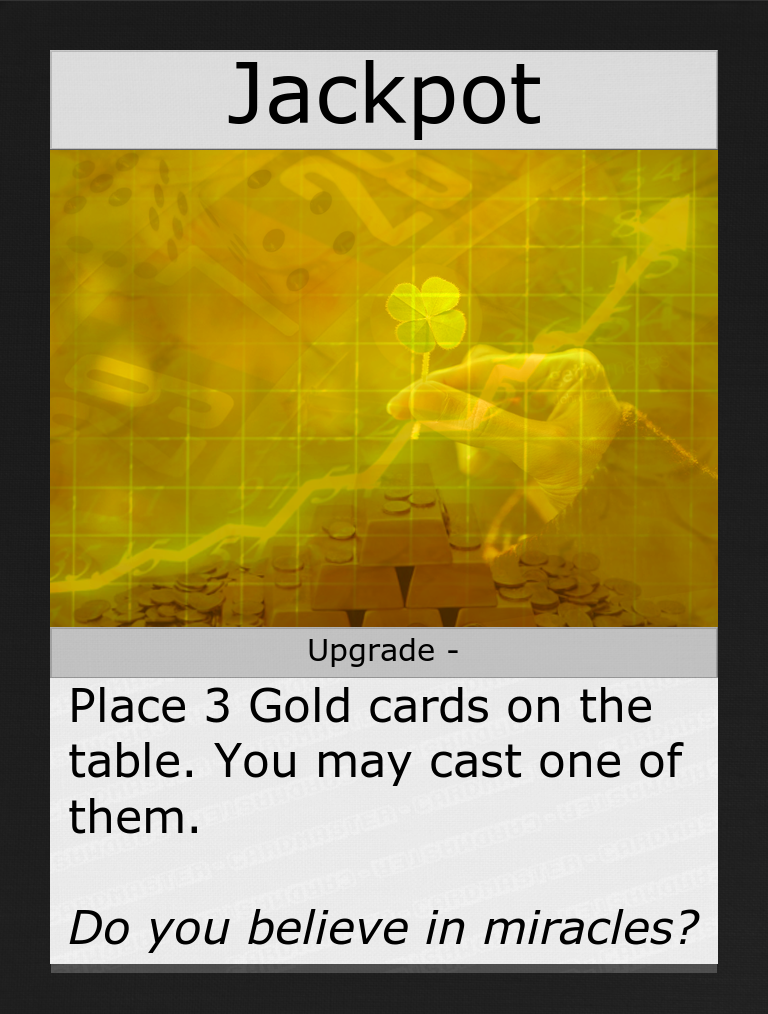 Jackpot
Upgrade -
Place 3 Gold cards on the
table. You may cast one of
them.
Do you believe in miracles?